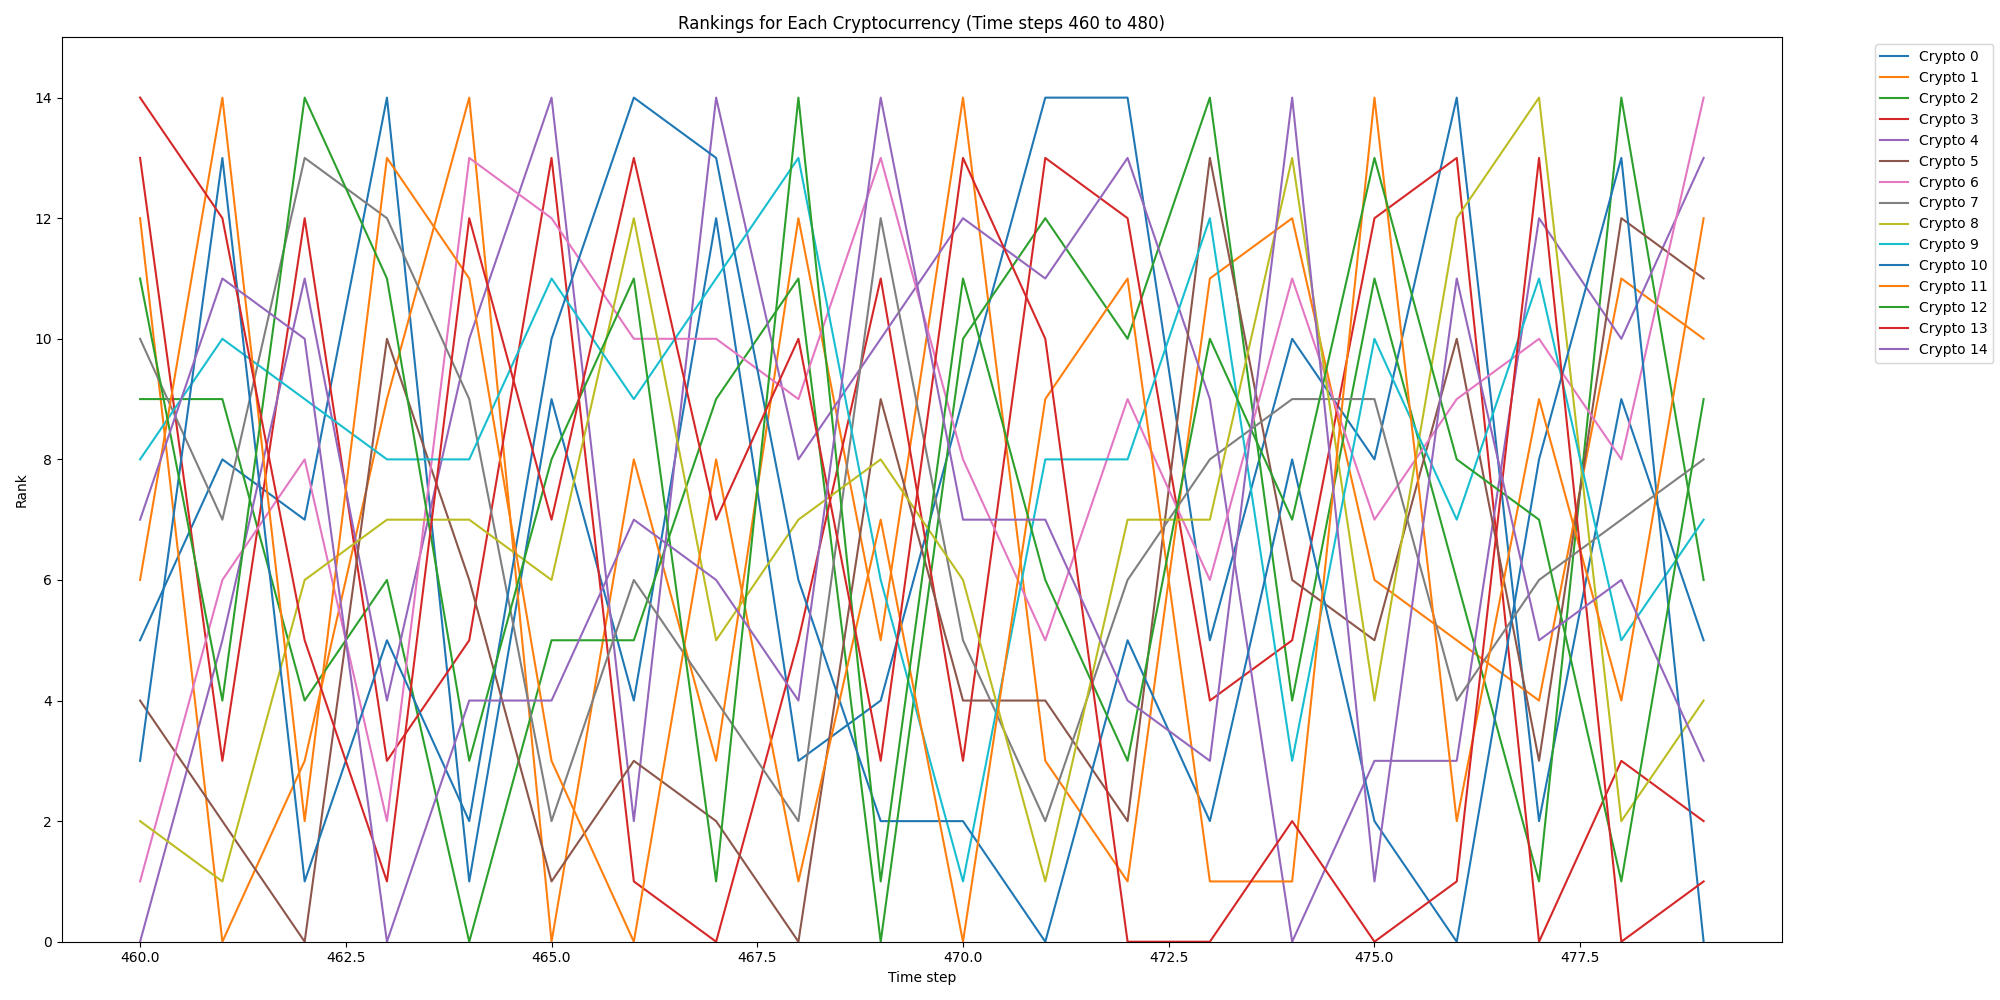 Rankings for Each Cryptocurrency (Time steps 460 to 480)
Rank
14
12
10
8
6
4
2
0
460.0 462.5 465.0 467.5 470.0 472.5 475.0 477.5
Time step
Crypto 0
Crypto 1
Crypto 2
Crypto 3
Crypto 4
Crypto 5
Crypto 6
Crypto 7
Crypto 8
Crypto 9
Crypto 10
Crypto 11
Crypto 12
Crypto 13
Crypto 14